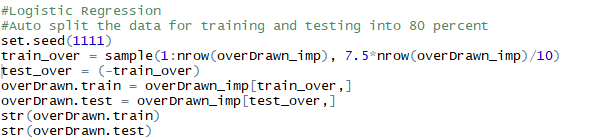 #Logistic Regression
#Auto split the data for training and testing into 80 percent
set.seed(1111)
train_over = sample(1:nrow(overDrawn_imp), 7.5*nrow(overDrawn_imp)/10)
test_over = (-train_over)
overDrawn.train = overDrawn_imp[train_over,]
overDrawn.test = overDrawn_imp[test_over,]
str(overDrawn.train)
str(overDrawn.test)